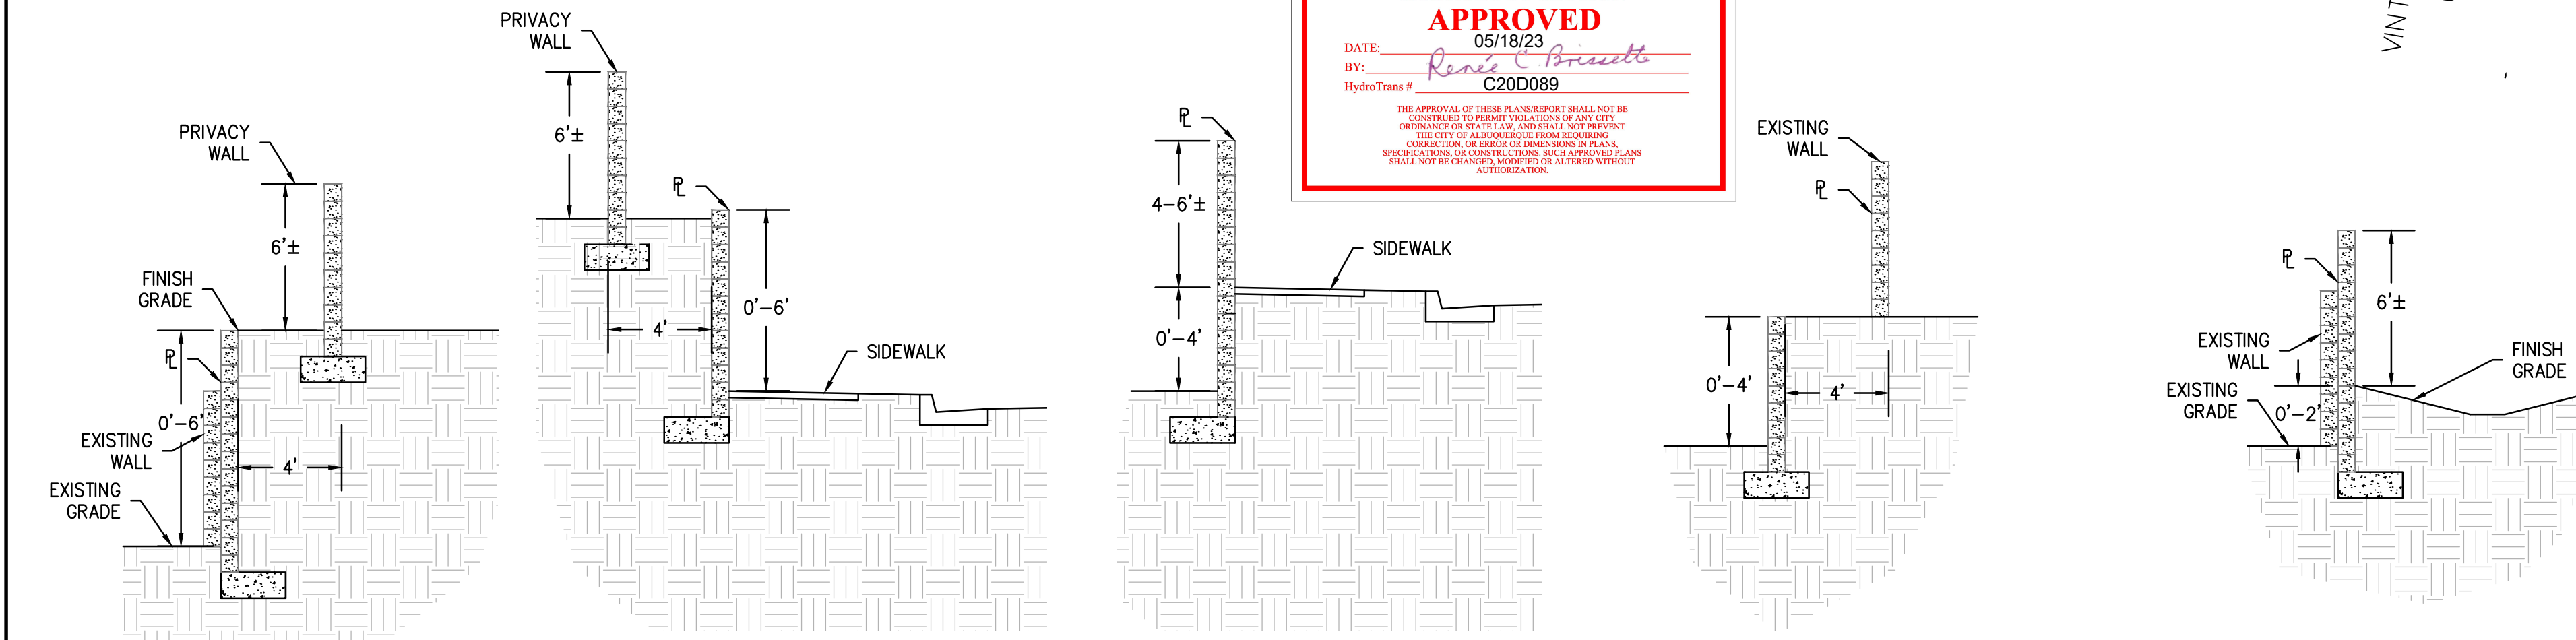 PRIVACY
WALL
6'±
FINISH
GRADE
℄
0'-6'
EXISTING
WALL
4'
EXISTING
GRADE
PRIVACY
WALL
6'±
℄
0'-6'
4'
SIDEWALK
℄
4-6'±
SIDEWALK
0'-4'
APPROVED
DATE: 05/18/23
BY: Renée C. Brissette
HydroTrans # C20D089
THE APPROVAL OF THESE PLANS/REPORT SHALL NOT BE
CONSTRUED TO PERMIT VIOLATIONS OF ANY CITY
ORDINANCE OR STATE LAW, AND SHALL NOT PREVENT
THE CITY OF ALBUQUERQUE FROM REQUIRING
CORRECTION, OR ERROR OR DIMENSIONS IN PLANS,
SPECIFICATIONS, OR CONSTRUCTIONS. SUCH APPROVED PLANS
SHALL NOT BE CHANGED, MODIFIED OR ALTERED WITHOUT
AUTHORIZATION.
EXISTING
WALL
℄
0'-4'
4'
VINT
℄
6'±
EXISTING
WALL
FINISH
GRADE
EXISTING
GRADE
0'-2'